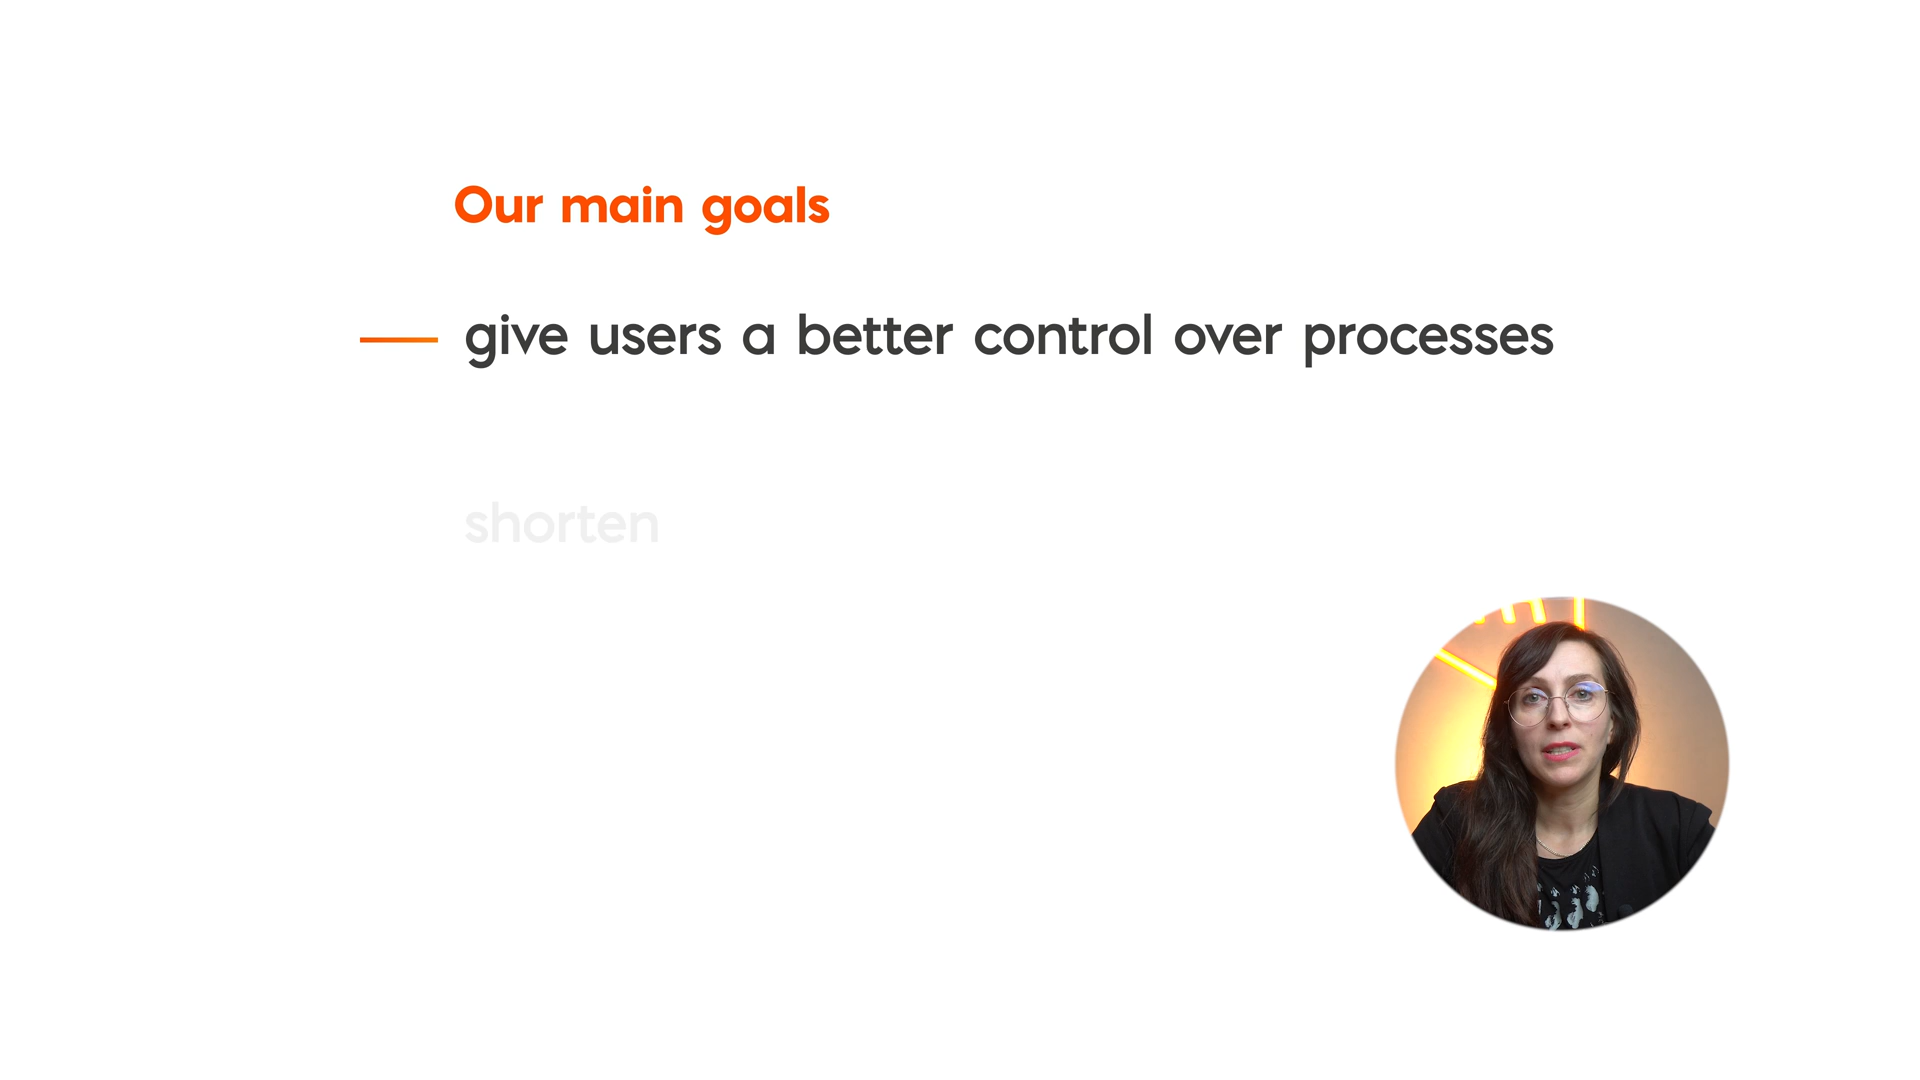 Our main goals
give users a better control over processes
shorten